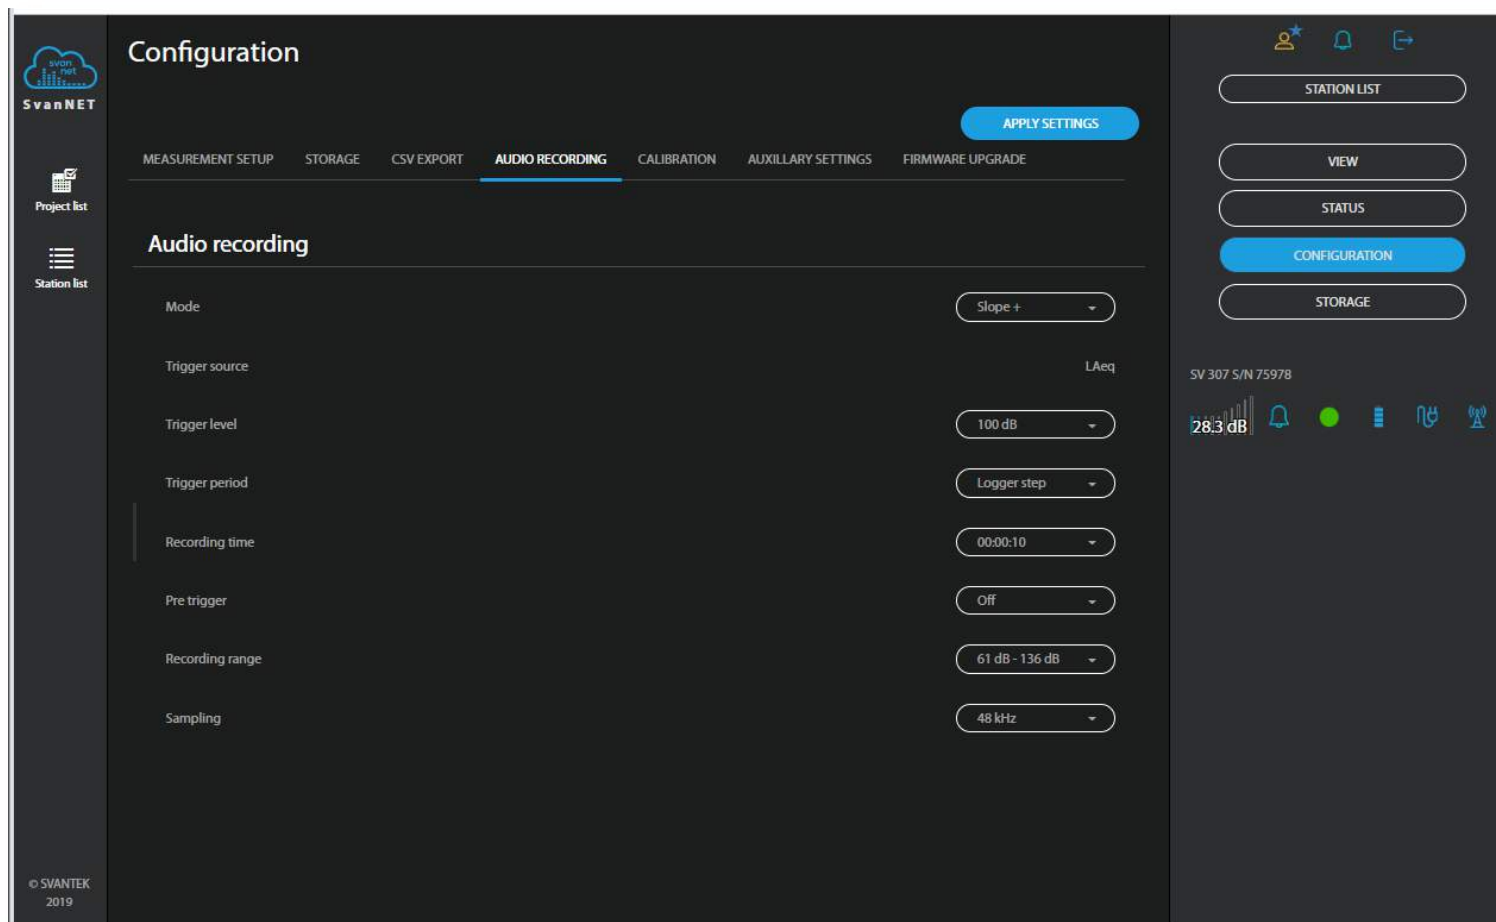 svan
net
SvanNET
Project list
Station list
© SVANTEK
2019
Configuration
APPLY SETTINGS
MEASUREMENT SETUP STORAGE CSV EXPORT AUDIO RECORDING CALIBRATION AUXILLARY SETTINGS FIRMWARE UPGRADE
Audio recording
Mode Slope +
Trigger source LAeq
Trigger level 100 dB
Trigger period Logger step
Recording time 00:00:10
Pre trigger Off
Recording range 61 dB - 136 dB
Sampling 48 kHz
STATION LIST
VIEW
STATUS
CONFIGURATION
STORAGE
SV 307 S/N 75978
28.3 dB